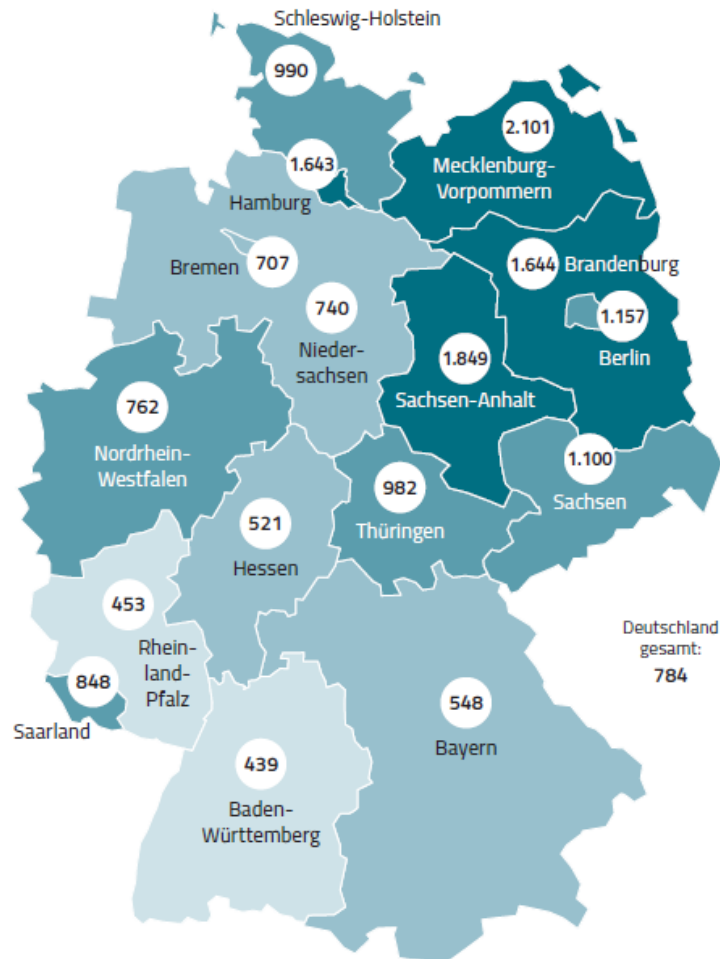 Schleswig-Holstein
990
2.101
Mecklenburg-
Vorpommern
1.643
Hamburg
Bremen
707
1.644
Brandenburg
740
Nieder-
sachsen
1.157
Berlin
1.849
Sachsen-Anhalt
762
Nordrhein-
Westfalen
1.100
Sachsen
982
Thüringen
521
Hessen
453
Rhein-
land-
Pfalz
848
Saarland
Deutschland
gesamt:
784
548
Bayern
439
Baden-
Württemberg